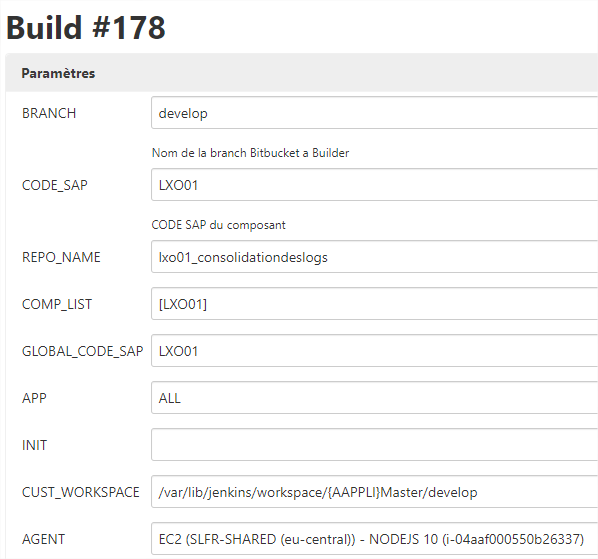 Build #178
Paramètres
BRANCH develop
Nom de la branch Bitbucket a Builder
CODE_SAP LXO01
CODE SAP du composant
REPO_NAME lxo01_consolidationdeslogs
COMP_LIST [LXO01]
GLOBAL_CODE_SAP LXO01
APP ALL
INIT
CUST_WORKSPACE /var/lib/jenkins/workspace/{AAPPLI}Master/develop
AGENT EC2 (SLFR-SHARED (eu-central)) - NODEJS 10 (i-04aaf000550b26337)